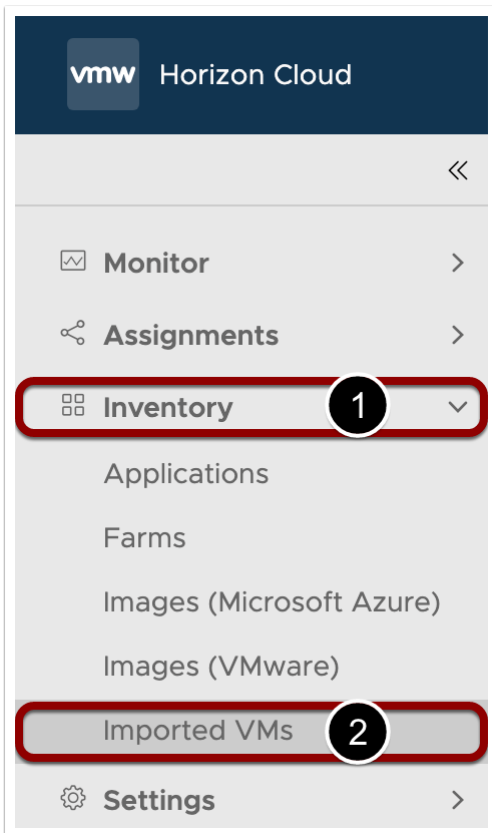 vmw Horizon Cloud
Monitor
Assignments
Inventory 1
Applications
Farms
Images (Microsoft Azure)
Images (VMware)
Imported VMs 2
Settings